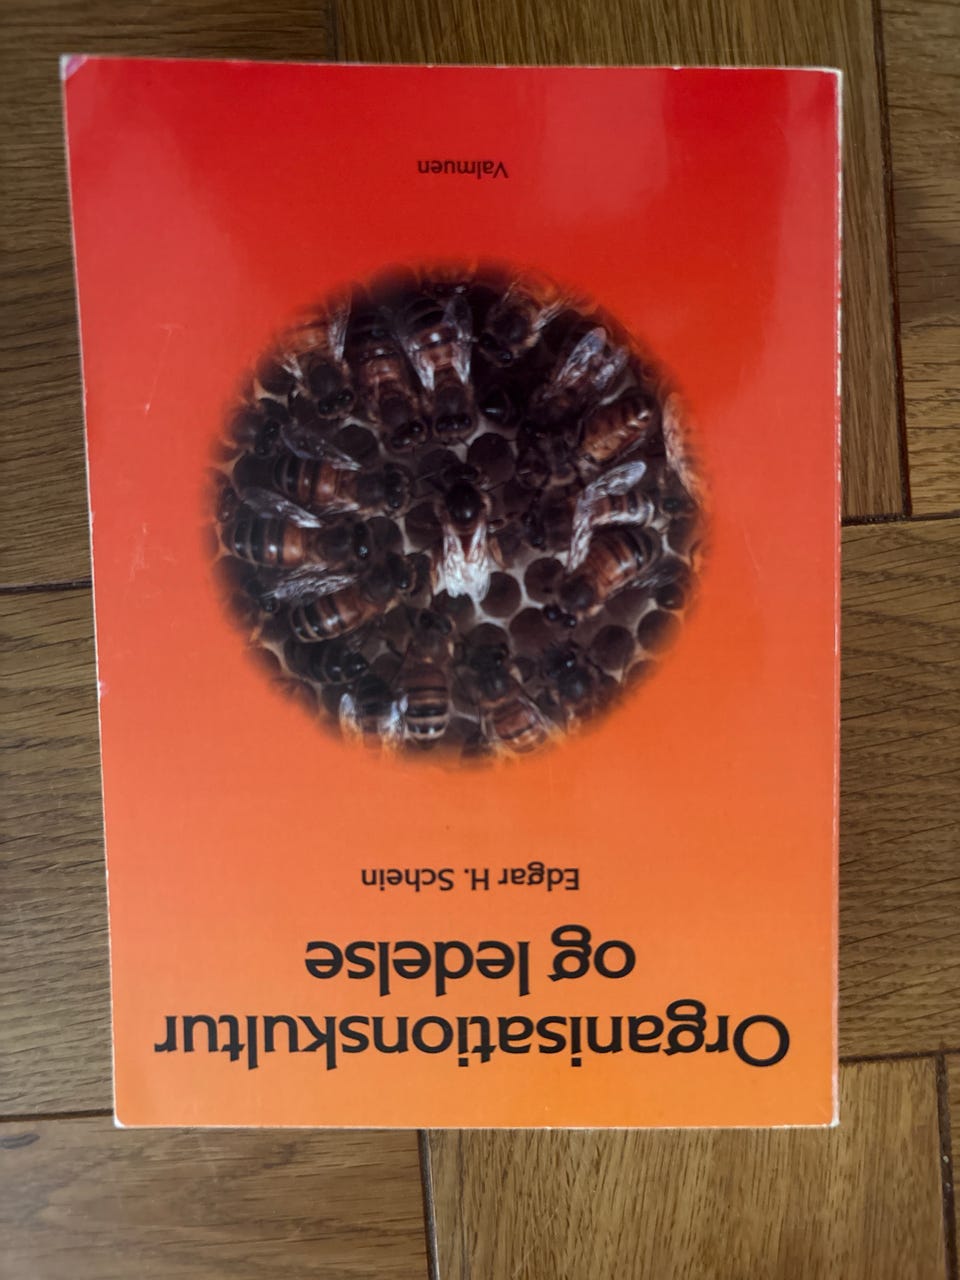 Organisationskultur
og ledelse
Edgar H. Schein
Valmuen